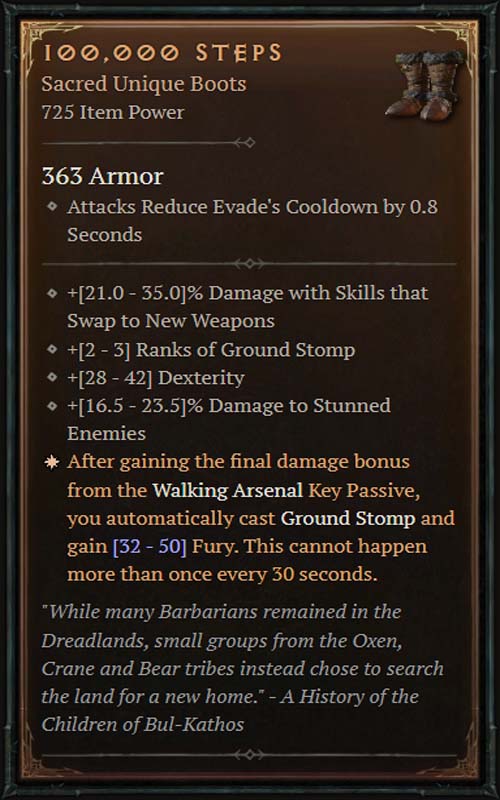 100,000 STEPS
Sacred Unique Boots
725 Item Power
363 Armor
Attacks Reduce Evade's Cooldown by 0.8
Seconds
+[21.0 - 35.0]% Damage with Skills that
Swap to New Weapons
+[2 - 3] Ranks of Ground Stomp
+[28 - 42] Dexterity
+[16.5 - 23.5]% Damage to Stunned
Enemies
After gaining the final damage bonus
from the Walking Arsenal Key Passive,
you automatically cast Ground Stomp and
gain [32 - 50] Fury. This cannot happen
more than once every 30 seconds.
"While many Barbarians remained in the
Dreadlands, small groups from the Oxen,
Crane and Bear tribes instead chose to search
the land for a new home." - A History of the
Children of Bul-Kathos